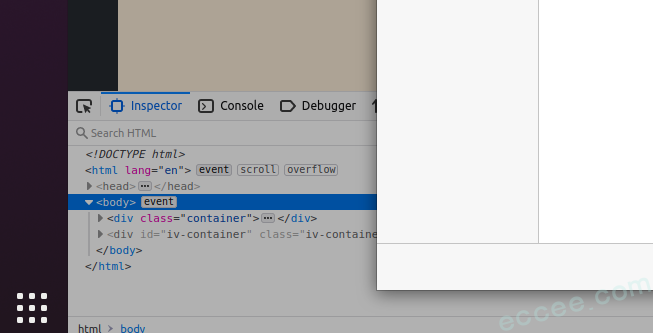 Inspector Console Debugger
Search HTML
<!DOCTYPE html>
<html lang="en"> event scroll overflow
<head> ••• </head>
<body> event
<div class="container"> ••• </div>
<div id="iv-container" class="iv-containe
</body>
</html>
html > body
eccee.com